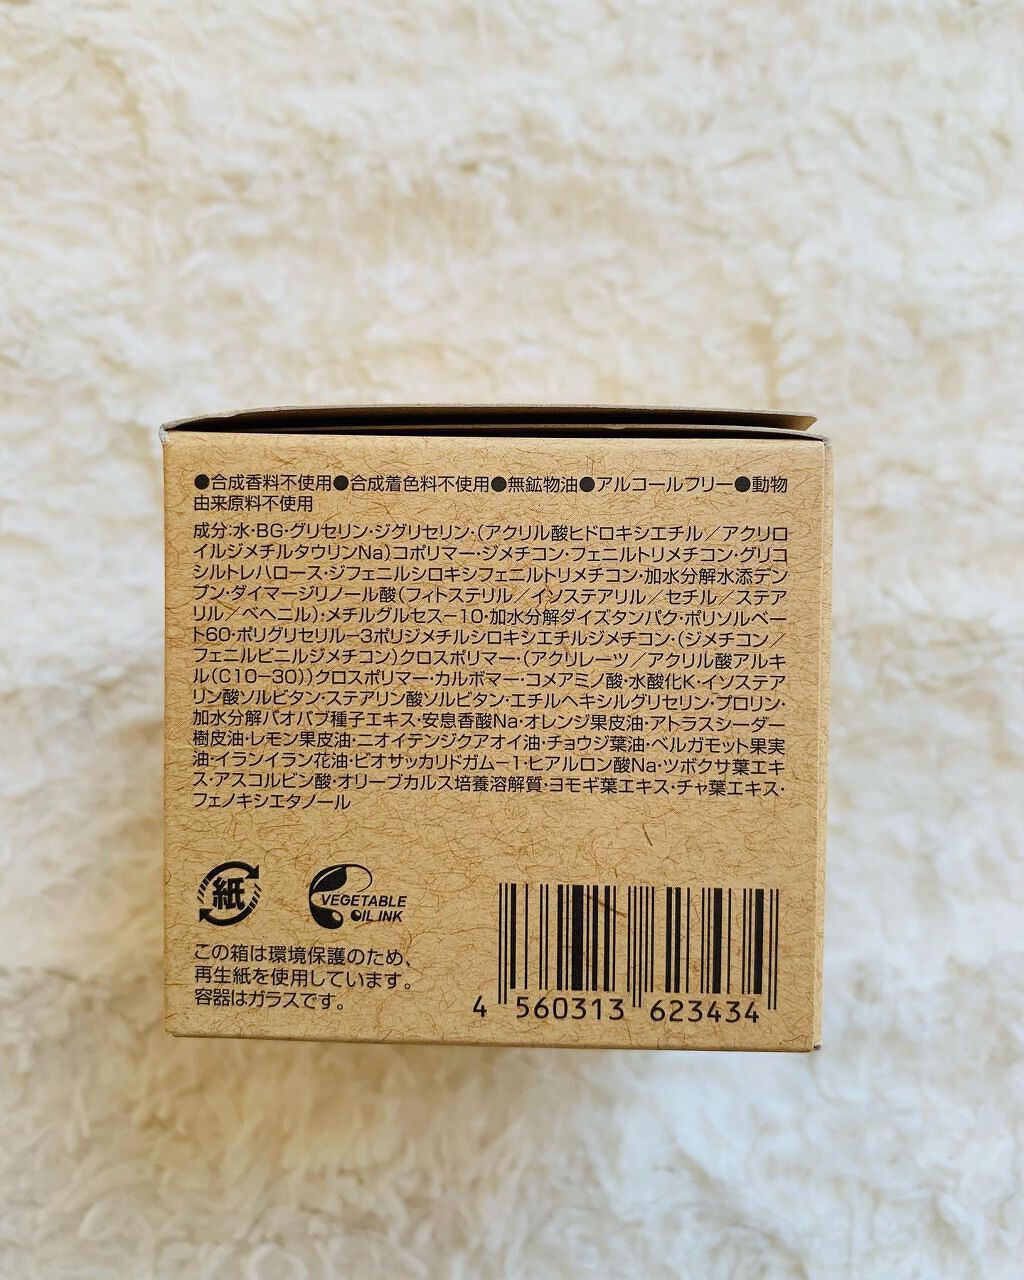 ●合成香料不使用●合成着色料不使用●無鉱物油●アルコールフリー●動物
由来原料不使用
成分:水・BG・グリセリン・ジグリセリン・(アクリル酸ヒドロキシエチル/アクリロ
イルジメチルタウリンNa)コポリマー・ジメチコン・フェニルトリメチコン・グリコ
シルトレハロース・ジフェニルシロキシフェニルトリメチコン・加水分解水添デン
プン・ダイマージリノール酸(フィトステリル/イソステアリル/セチル/ステア
リル/ベヘニル)・メチルグルセス-10・加水分解ダイズタンパク・ポリソルベー
ト60・ポリグリセリル-3ポリジメチルシロキシエチルジメチコン・(ジメチコン/
フェニルビニルジメチコン)クロスポリマー・(アクリレーツ/アクリル酸アルキ
ル(C10-30))クロスポリマー・カルボマー・コメアミノ酸・水酸化K・イソステア
リン酸ソルビタン・ステアリン酸ソルビタン・エチルヘキシルグリセリン・プロリン・
加水分解バオバブ種子エキス・安息香酸Na・オレンジ果皮油・アトラスシーダー
樹皮油・レモン果皮油・ニオイテンジクアオイ油・チョウジ葉油・ベルガモット果実
油・イランイラン花油・ビオサッカリドガム-1・ヒアルロン酸Na・ツボクサ葉エキ
ス・アスコルビン酸・オリーブカルス培養溶解質・ヨモギ葉エキス・チャ葉エキス・
フェノキシエタノール
紙
VEGETABLE
OIL INK
この箱は環境保護のため、
再生紙を使用しています。
容器はガラスです。
4 560313 623434